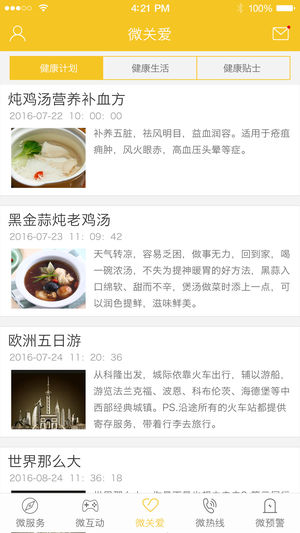 4:21 PM
100%
微关爱
健康计划 健康生活 健康贴士
炖鸡汤营养补血方
2016-07-22 10:00:00
补养五脏，祛风明目，益血润容。适用于疮疽
痈肿，风火眼赤，高血压头晕等症。
黑金蒜炖老鸡汤
2016-07-23 11:09:42
天气转凉，容易乏困，做事无力，回到家，喝
一碗浓汤，不失为提神暖胃的好方法，黑蒜入
口绵软、甜而不辛，煲汤做菜时添上一点，可
以润色提鲜，滋味鲜美。
欧洲五日游
2016-07-24 11:20:36
从科隆出发，城际依靠火车出行，辅以游船，
游览法兰克福、波恩、科布伦茨、海德堡等中
西部经典城镇。PS.沿途所有的火车站都提供
寄存服务，带着行李去旅行。
世界那么大
2016-08-24 11:36:18
微服务 微互动 微关爱 微热线 微预警